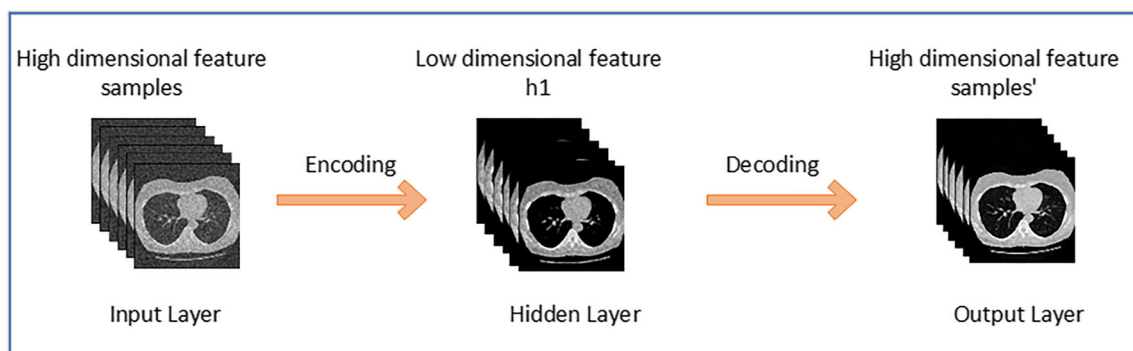 High dimensional feature
samples
Low dimensional feature
h1
High dimensional feature
samples'
Encoding
Decoding
Input Layer
Hidden Layer
Output Layer